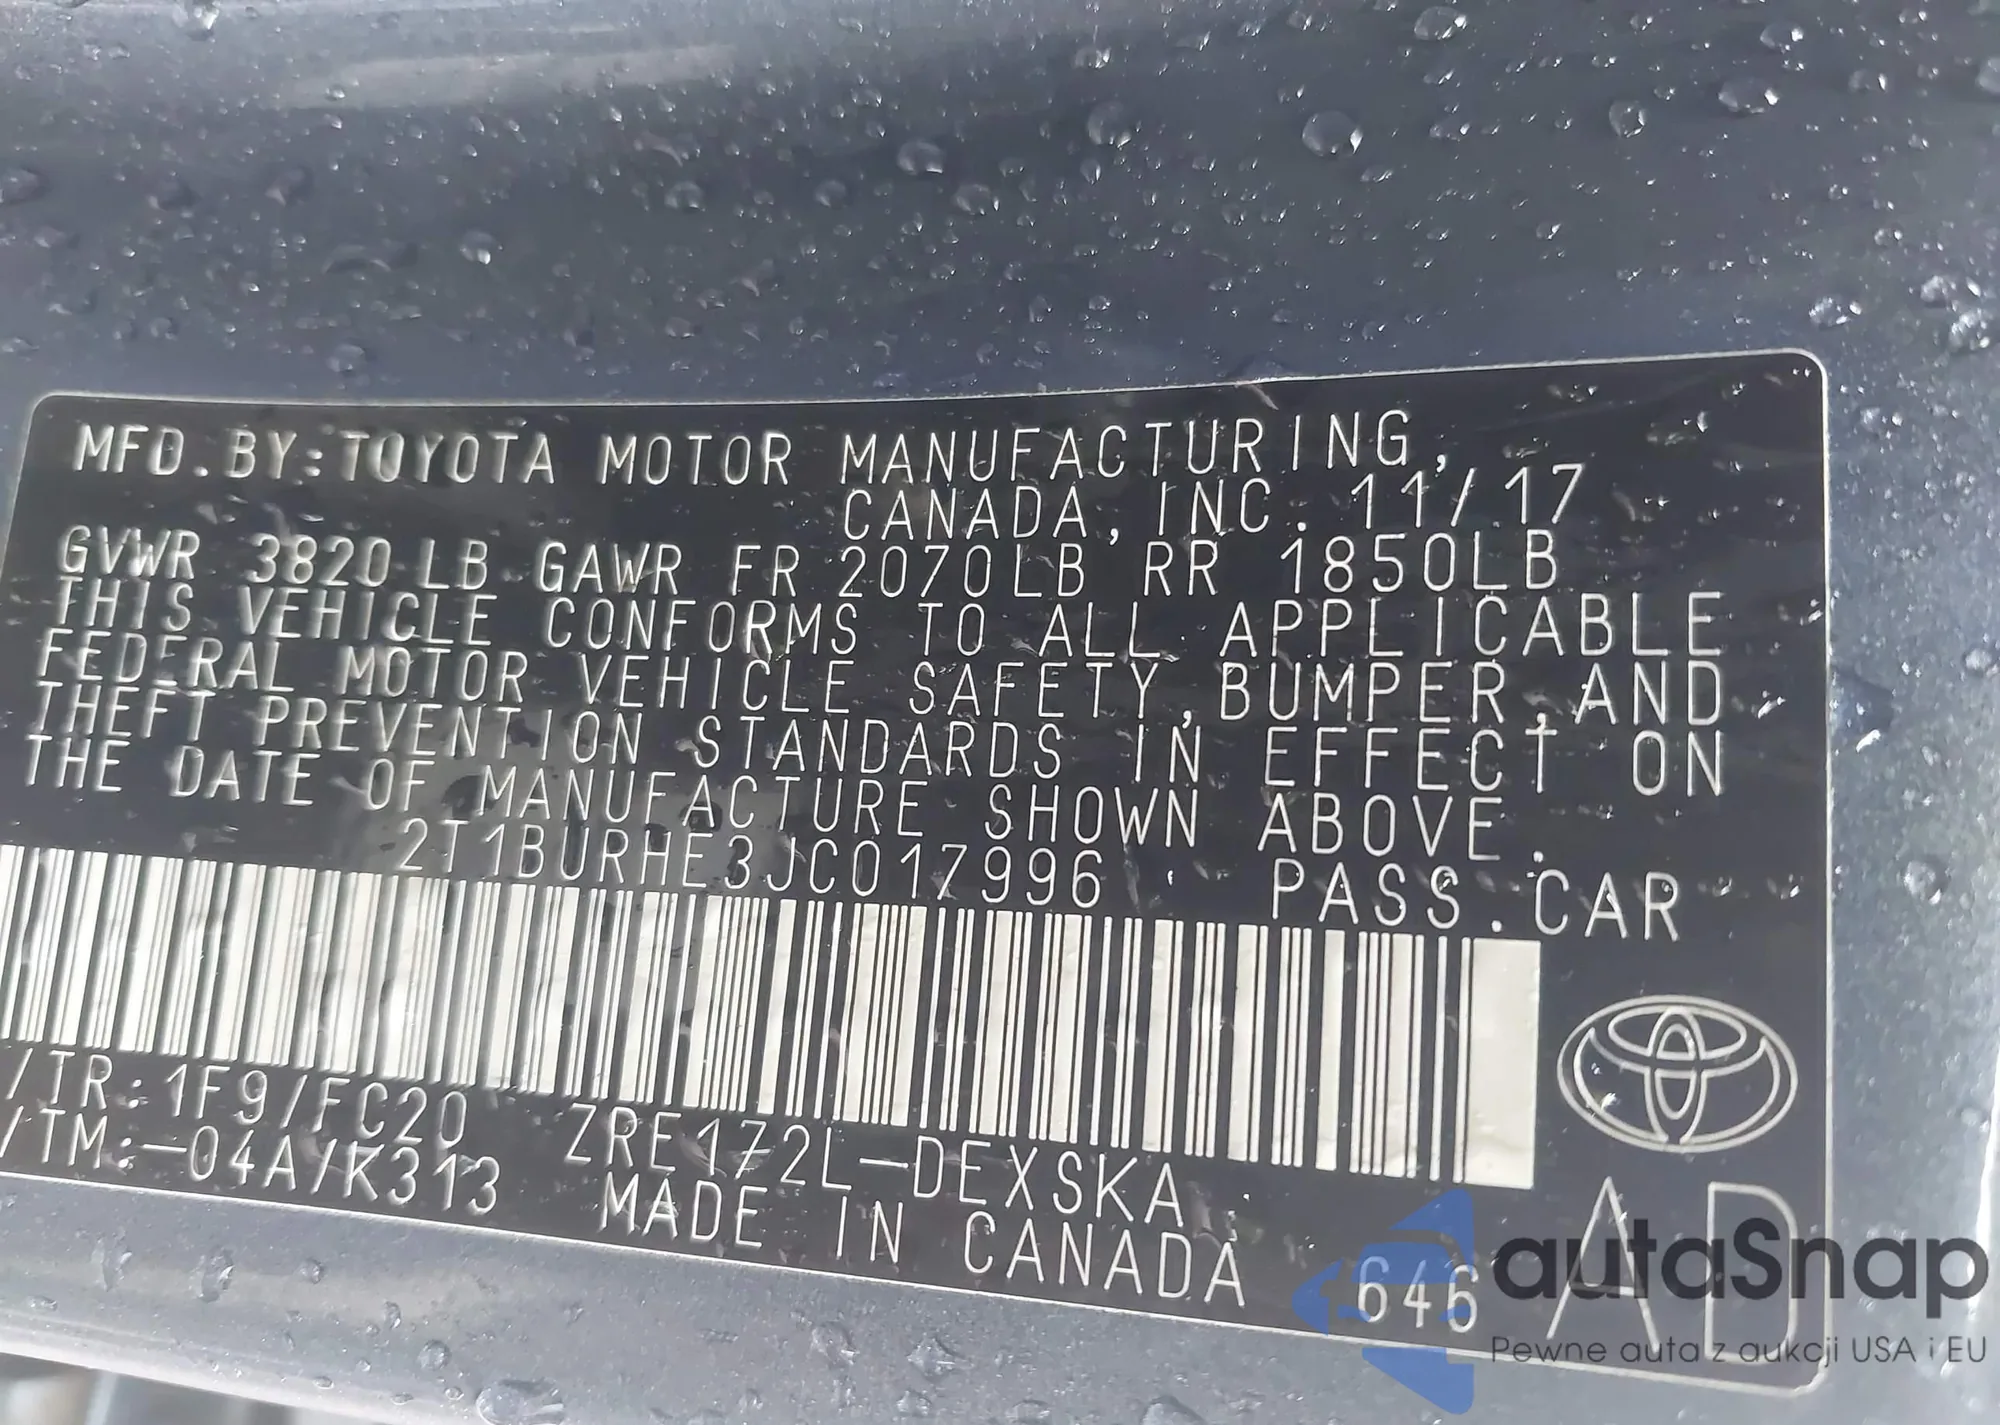 MFD.BY:TOYOTA MOTOR MANUFACTURING,
CANADA,INC. 11/17
GVWR 3820LB GAWR FR 2070LB RR 1850LB
THIS VEHICLE CONFORMS TO ALL APPLICABLE
FEDERAL MOTOR VEHICLE SAFETY,BUMPER,AND
THEFT PREVENTION STANDARDS IN EFFECT ON
THE DATE OF MANUFACTURE SHOWN ABOVE.
2T1BURHE3JC017996 PASS.CAR
/TR:1F9/FC20 ZRE172L-DEXSKA
/TM:-04A/K313 MADE IN CANADA 646
AD
autaSnap
Pewne auta z aukcji USA i EU